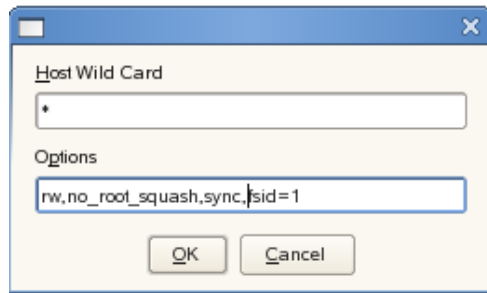 Host Wild Card
*
Options
rw,no_root_squash,sync,fsid=1
OK
Cancel